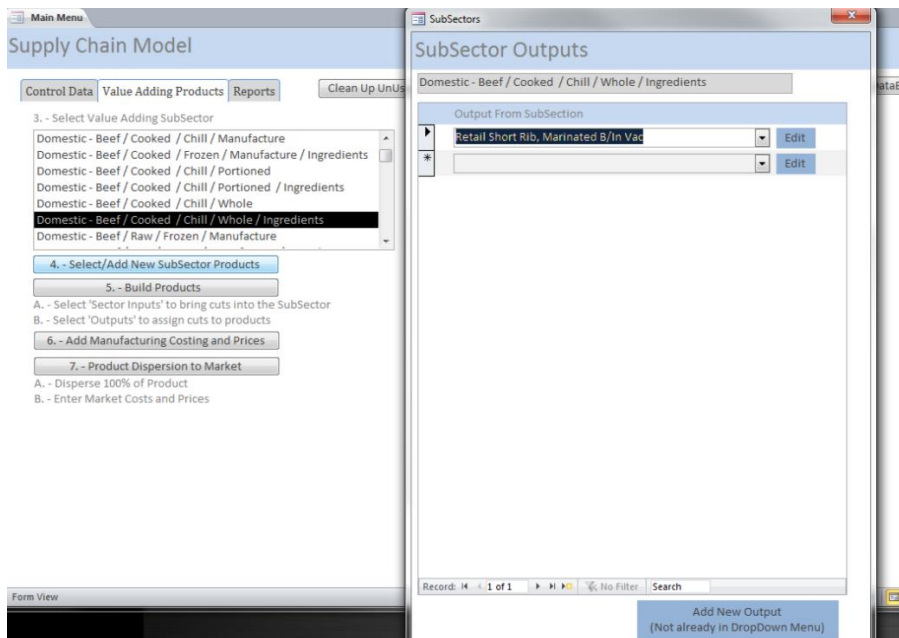 Main Menu
Supply Chain Model
Control Data
Value Adding Products
Reports
Clean Up UnUs
3. - Select Value Adding SubSector
Domestic - Beef / Cooked / Chill / Manufacture
Domestic - Beef / Cooked / Frozen / Manufacture / Ingredients
Domestic - Beef / Cooked / Chill / Portioned
Domestic - Beef / Cooked / Chill / Portioned / Ingredients
Domestic - Beef / Cooked / Chill / Whole
Domestic - Beef / Cooked / Chill / Whole / Ingredients
Domestic - Beef / Raw / Frozen / Manufacture
4. - Select/Add New SubSector Products
5. - Build Products
A. - Select 'Sector Inputs' to bring cuts into the SubSector
B. - Select 'Outputs' to assign cuts to products
6. - Add Manufacturing Costing and Prices
7. - Product Dispersion to Market
A. - Disperse 100% of Product
B. - Enter Market Costs and Prices
Form View
SubSectors
SubSector Outputs
Domestic - Beef / Cooked / Chill / Whole / Ingredients
Output From SubSection
Retail Short Rib, Marinated B/In Vac
Edit
*
Edit
Record: 1 of 1 No Filter Search
Add New Output
(Not already in DropDown Menu)